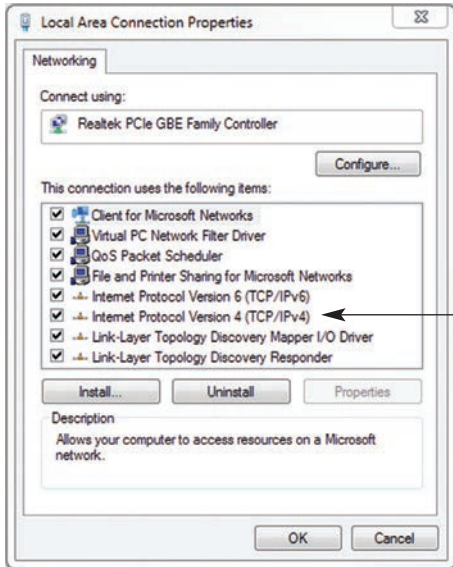 Local Area Connection Properties
Networking
Connect using:
Realtek PCIe GBE Family Controller
Configure...
This connection uses the following items:
Client for Microsoft Networks
Virtual PC Network Filter Driver
QoS Packet Scheduler
File and Printer Sharing for Microsoft Networks
Internet Protocol Version 6 (TCP/IPv6)
Internet Protocol Version 4 (TCP/IPv4)
Link-Layer Topology Discovery Mapper I/O Driver
Link-Layer Topology Discovery Responder
Install... Uninstall Properties
Description
Allows your computer to access resources on a Microsoft
network.
OK Cancel